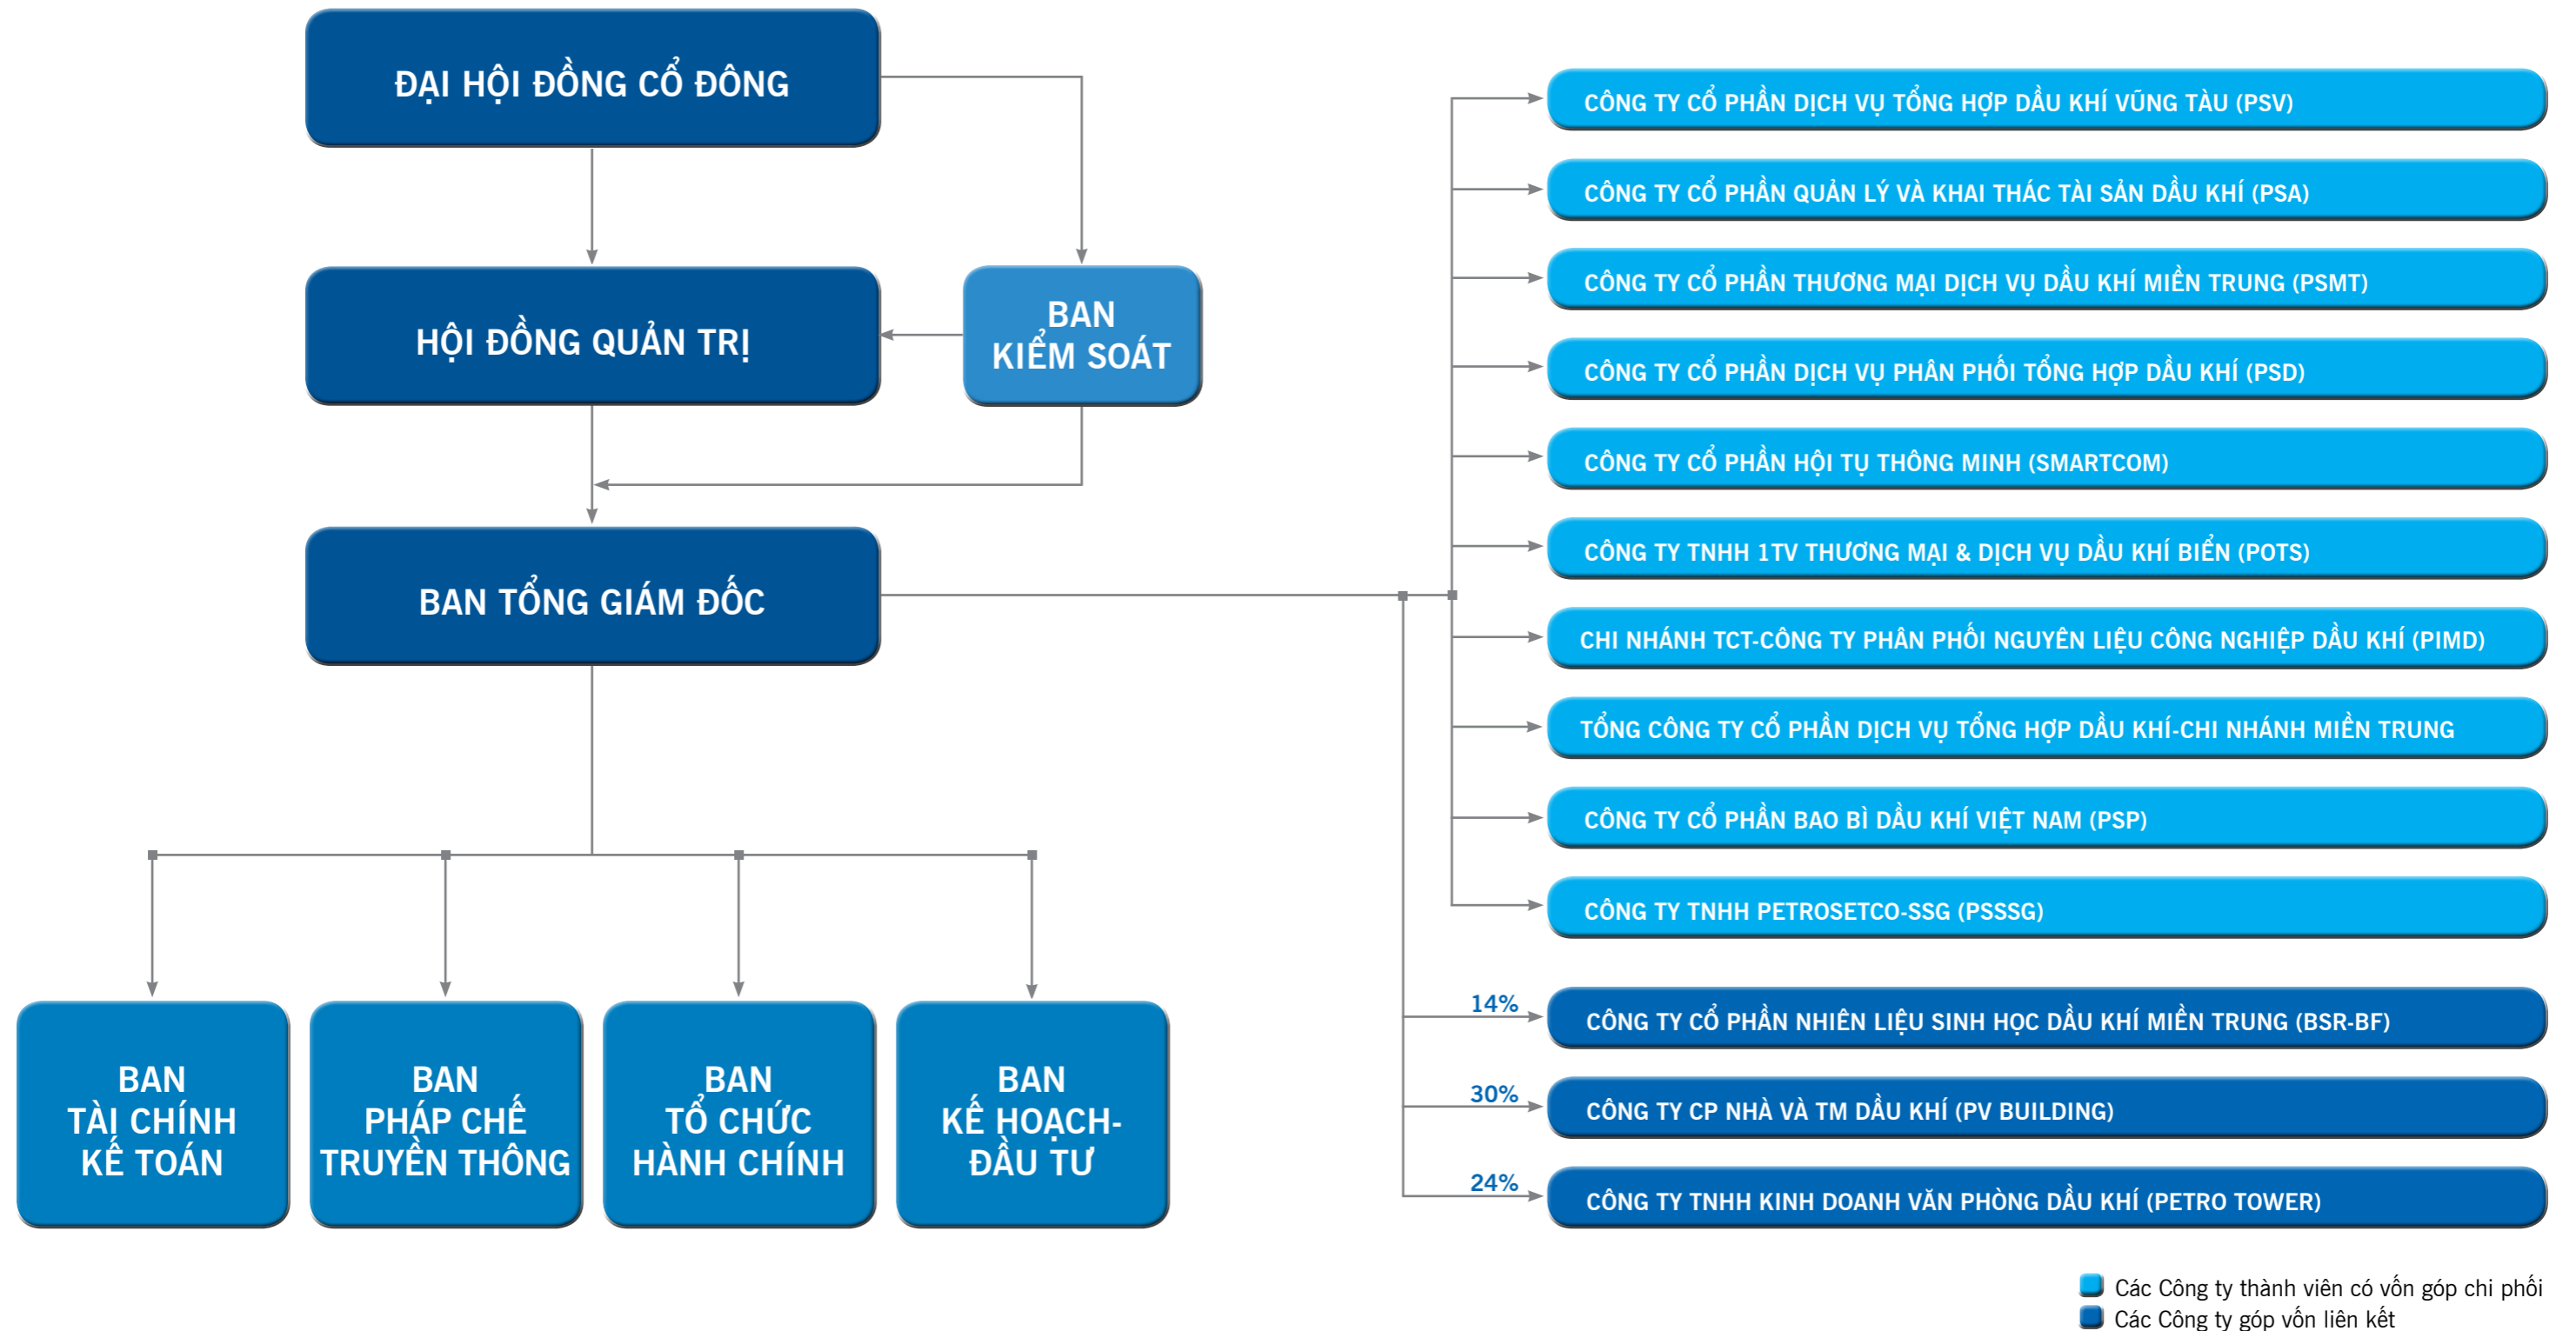 ĐẠI HỘI ĐỒNG CỔ ĐÔNG
HỘI ĐỒNG QUẢN TRỊ
BAN
KIỂM SOÁT
BAN TỔNG GIÁM ĐỐC
BAN
TÀI CHÍNH
KẾ TOÁN
BAN
PHÁP CHẾ
TRUYỀN THÔNG
BAN
TỔ CHỨC
HÀNH CHÍNH
BAN
KẾ HOẠCH-
ĐẦU TƯ
CÔNG TY CỔ PHẦN DỊCH VỤ TỔNG HỢP DẦU KHÍ VŨNG TÀU (PSV)
CÔNG TY CỔ PHẦN QUẢN LÝ VÀ KHAI THÁC TÀI SẢN DẦU KHÍ (PSA)
CÔNG TY CỔ PHẦN THƯƠNG MẠI DỊCH VỤ DẦU KHÍ MIỀN TRUNG (PSMT)
CÔNG TY CỔ PHẦN DỊCH VỤ PHÂN PHỐI TỔNG HỢP DẦU KHÍ (PSD)
CÔNG TY CỔ PHẦN HỘI TỤ THÔNG MINH (SMARTCOM)
CÔNG TY TNHH 1TV THƯƠNG MẠI & DỊCH VỤ DẦU KHÍ BIỂN (POTS)
CHI NHÁNH TCT-CÔNG TY PHÂN PHỐI NGUYÊN LIỆU CÔNG NGHIỆP DẦU KHÍ (PIMD)
TỔNG CÔNG TY CỔ PHẦN DỊCH VỤ TỔNG HỢP DẦU KHÍ-CHI NHÁNH MIỀN TRUNG
CÔNG TY CỔ PHẦN BAO BÌ DẦU KHÍ VIỆT NAM (PSP)
CÔNG TY TNHH PETROSETCO-SSG (PSSSG)
14%
CÔNG TY CỔ PHẦN NHIÊN LIỆU SINH HỌC DẦU KHÍ MIỀN TRUNG (BSR-BF)
30%
CÔNG TY CP NHÀ VÀ TM DẦU KHÍ (PV BUILDING)
24%
CÔNG TY TNHH KINH DOANH VĂN PHÒNG DẦU KHÍ (PETRO TOWER)
Các Công ty thành viên có vốn góp chi phối
Các Công ty góp vốn liên kết